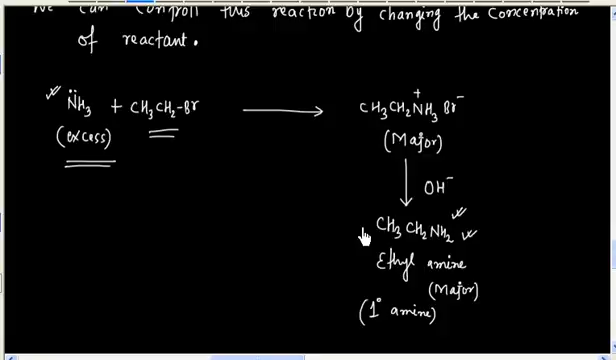 We can controll this reaction by changing the concentration
of reactant.
N̈H₃ + CH₃CH₂-Br ⟶ CH₃CH₂N⁺H₃ Br⁻
(excess) (Major)
↓ OH⁻
CH₃CH₂NH₂
Ethyl amine
(Major)
(1° amine)